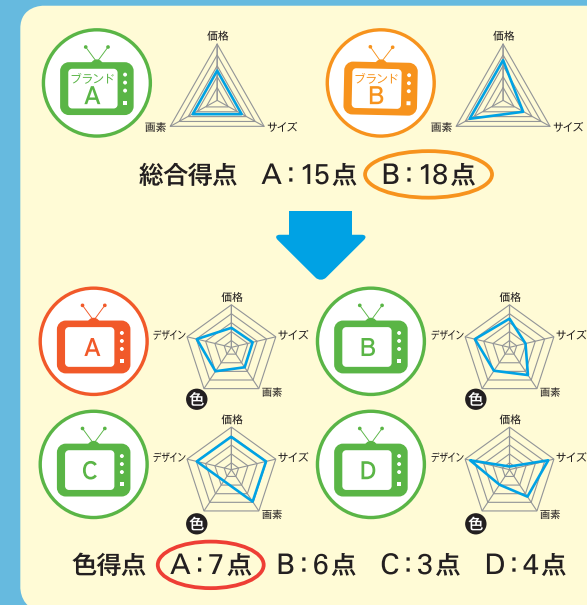 価格
価格
ブランド
A
ブランド
B
画素
サイズ
画素
サイズ
総合得点 A：15点 B：18点
価格
価格
デザイン
サイズ
デザイン
サイズ
A
B
色
画素
色
画素
価格
価格
デザイン
サイズ
デザイン
サイズ
C
D
色
画素
色
画素
色得点 A：7点 B：6点 C：3点 D：4点